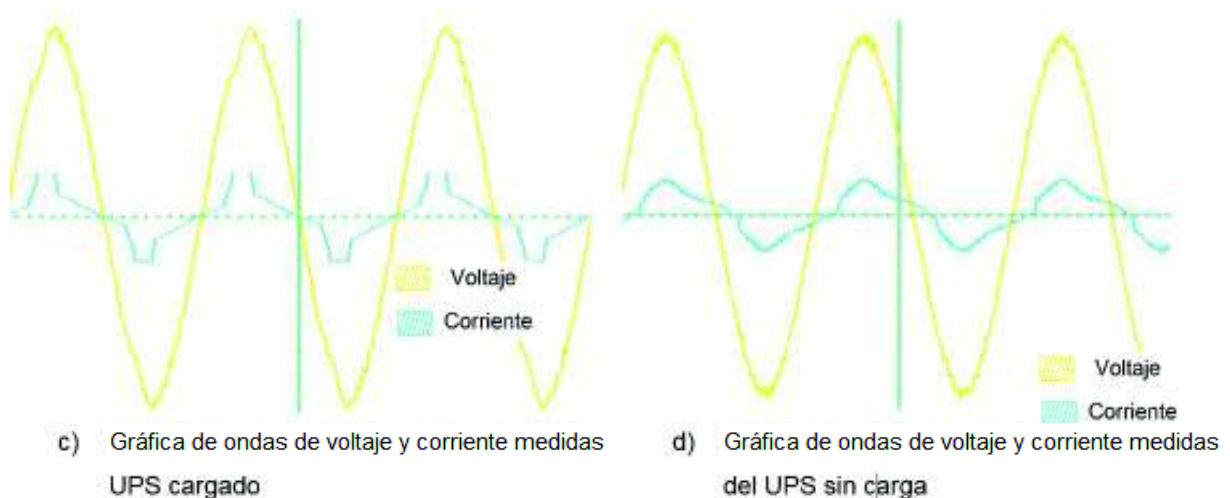 Voltaje
Corriente
Voltaje
Corriente
c) Gráfica de ondas de voltaje y corriente medidas
UPS cargado
d) Gráfica de ondas de voltaje y corriente medidas
del UPS sin carga